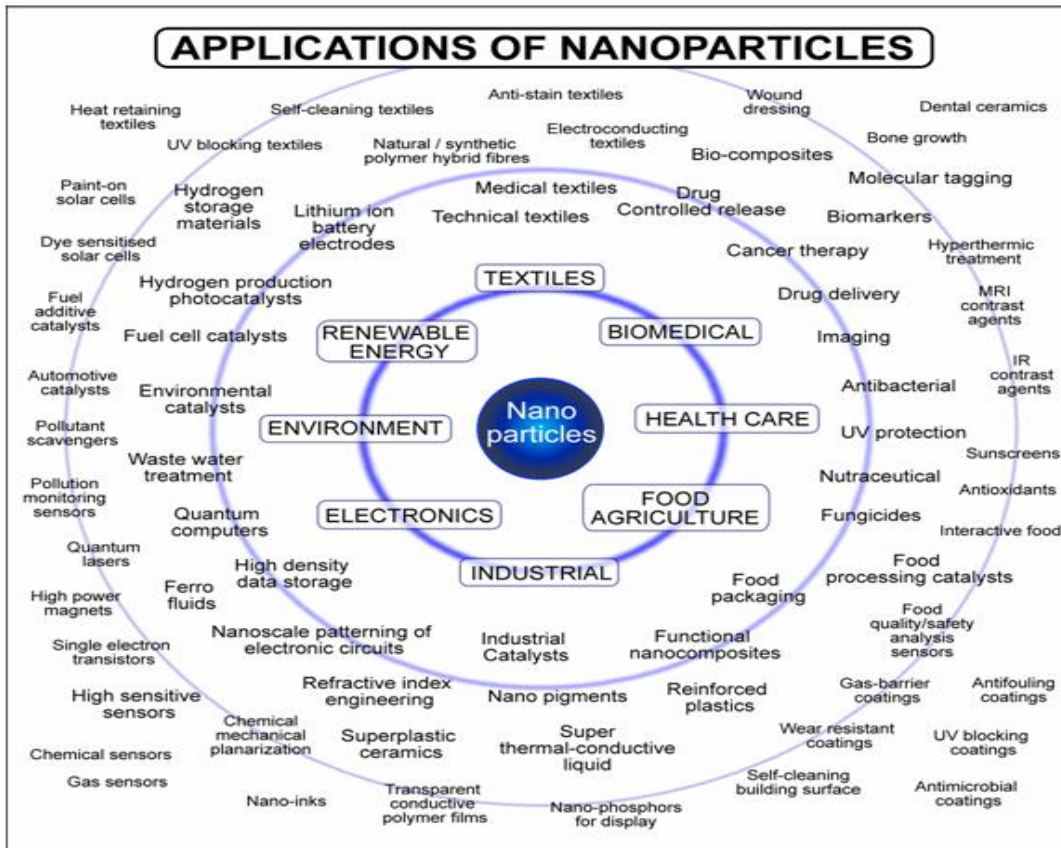 APPLICATIONS OF NANOPARTICLES
Heat retaining
textiles
Self-cleaning textiles
Anti-stain textiles
Wound
dressing
Dental ceramics
UV blocking textiles
Natural / synthetic
polymer hybrid fibres
Electroconducting
textiles
Bio-composites
Bone growth
Paint-on
solar cells
Hydrogen
storage
materials
Lithium ion
battery
electrodes
Medical textiles
Technical textiles
Drug
Controlled release
Molecular tagging
Biomarkers
Dye sensitised
solar cells
Cancer therapy
Hyperthermic
treatment
Hydrogen production
photocatalysts
TEXTILES
Drug delivery
MRI
contrast
agents
Fuel
additive
catalysts
Fuel cell catalysts
RENEWABLE
ENERGY
BIOMEDICAL
Imaging
IR
contrast
agents
Automotive
catalysts
Environmental
catalysts
Nano
particles
Antibacterial
Pollutant
scavengers
ENVIRONMENT
HEALTH CARE
UV protection
Sunscreens
Waste water
treatment
Nutraceutical
Pollution
monitoring
sensors
Antioxidants
Quantum
computers
ELECTRONICS
FOOD
AGRICULTURE
Fungicides
Interactive food
Quantum
lasers
High density
data storage
INDUSTRIAL
Food
packaging
Food
processing catalysts
High power
magnets
Ferro
fluids
Food
quality/safety
analysis
sensors
Single electron
transistors
Nanoscale patterning of
electronic circuits
Industrial
Catalysts
Functional
nanocomposites
High sensitive
sensors
Refractive index
engineering
Nano pigments
Reinforced
plastics
Gas-barrier
coatings
Antifouling
coatings
Chemical
mechanical
planarization
Superplastic
ceramics
Super
thermal-conductive
liquid
Wear resistant
coatings
UV blocking
coatings
Chemical sensors
Gas sensors
Nano-inks
Transparent
conductive
polymer films
Nano-phosphors
for display
Self-cleaning
building surface
Antimicrobial
coatings